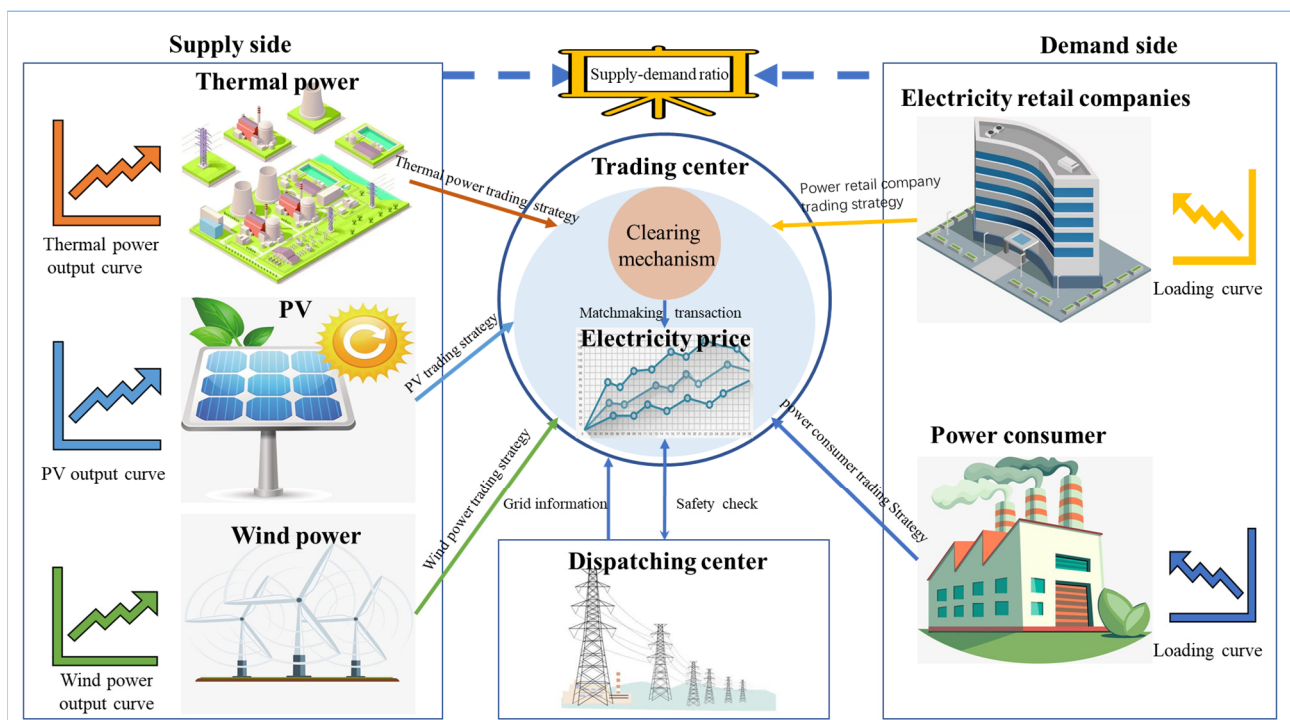 Supply side
Demand side
Supply-demand ratio
Thermal power
Thermal power
output curve
PV
PV output curve
Wind power
Wind power
output curve
Thermal power trading strategy
PV trading strategy
Wind power trading strategy
Trading center
Clearing
mechanism
Matchmaking transaction
Electricity price
Grid information
Safety check
Dispatching center
Power retail company
trading strategy
power consumer trading Strategy
Electricity retail companies
Loading curve
Power consumer
Loading curve